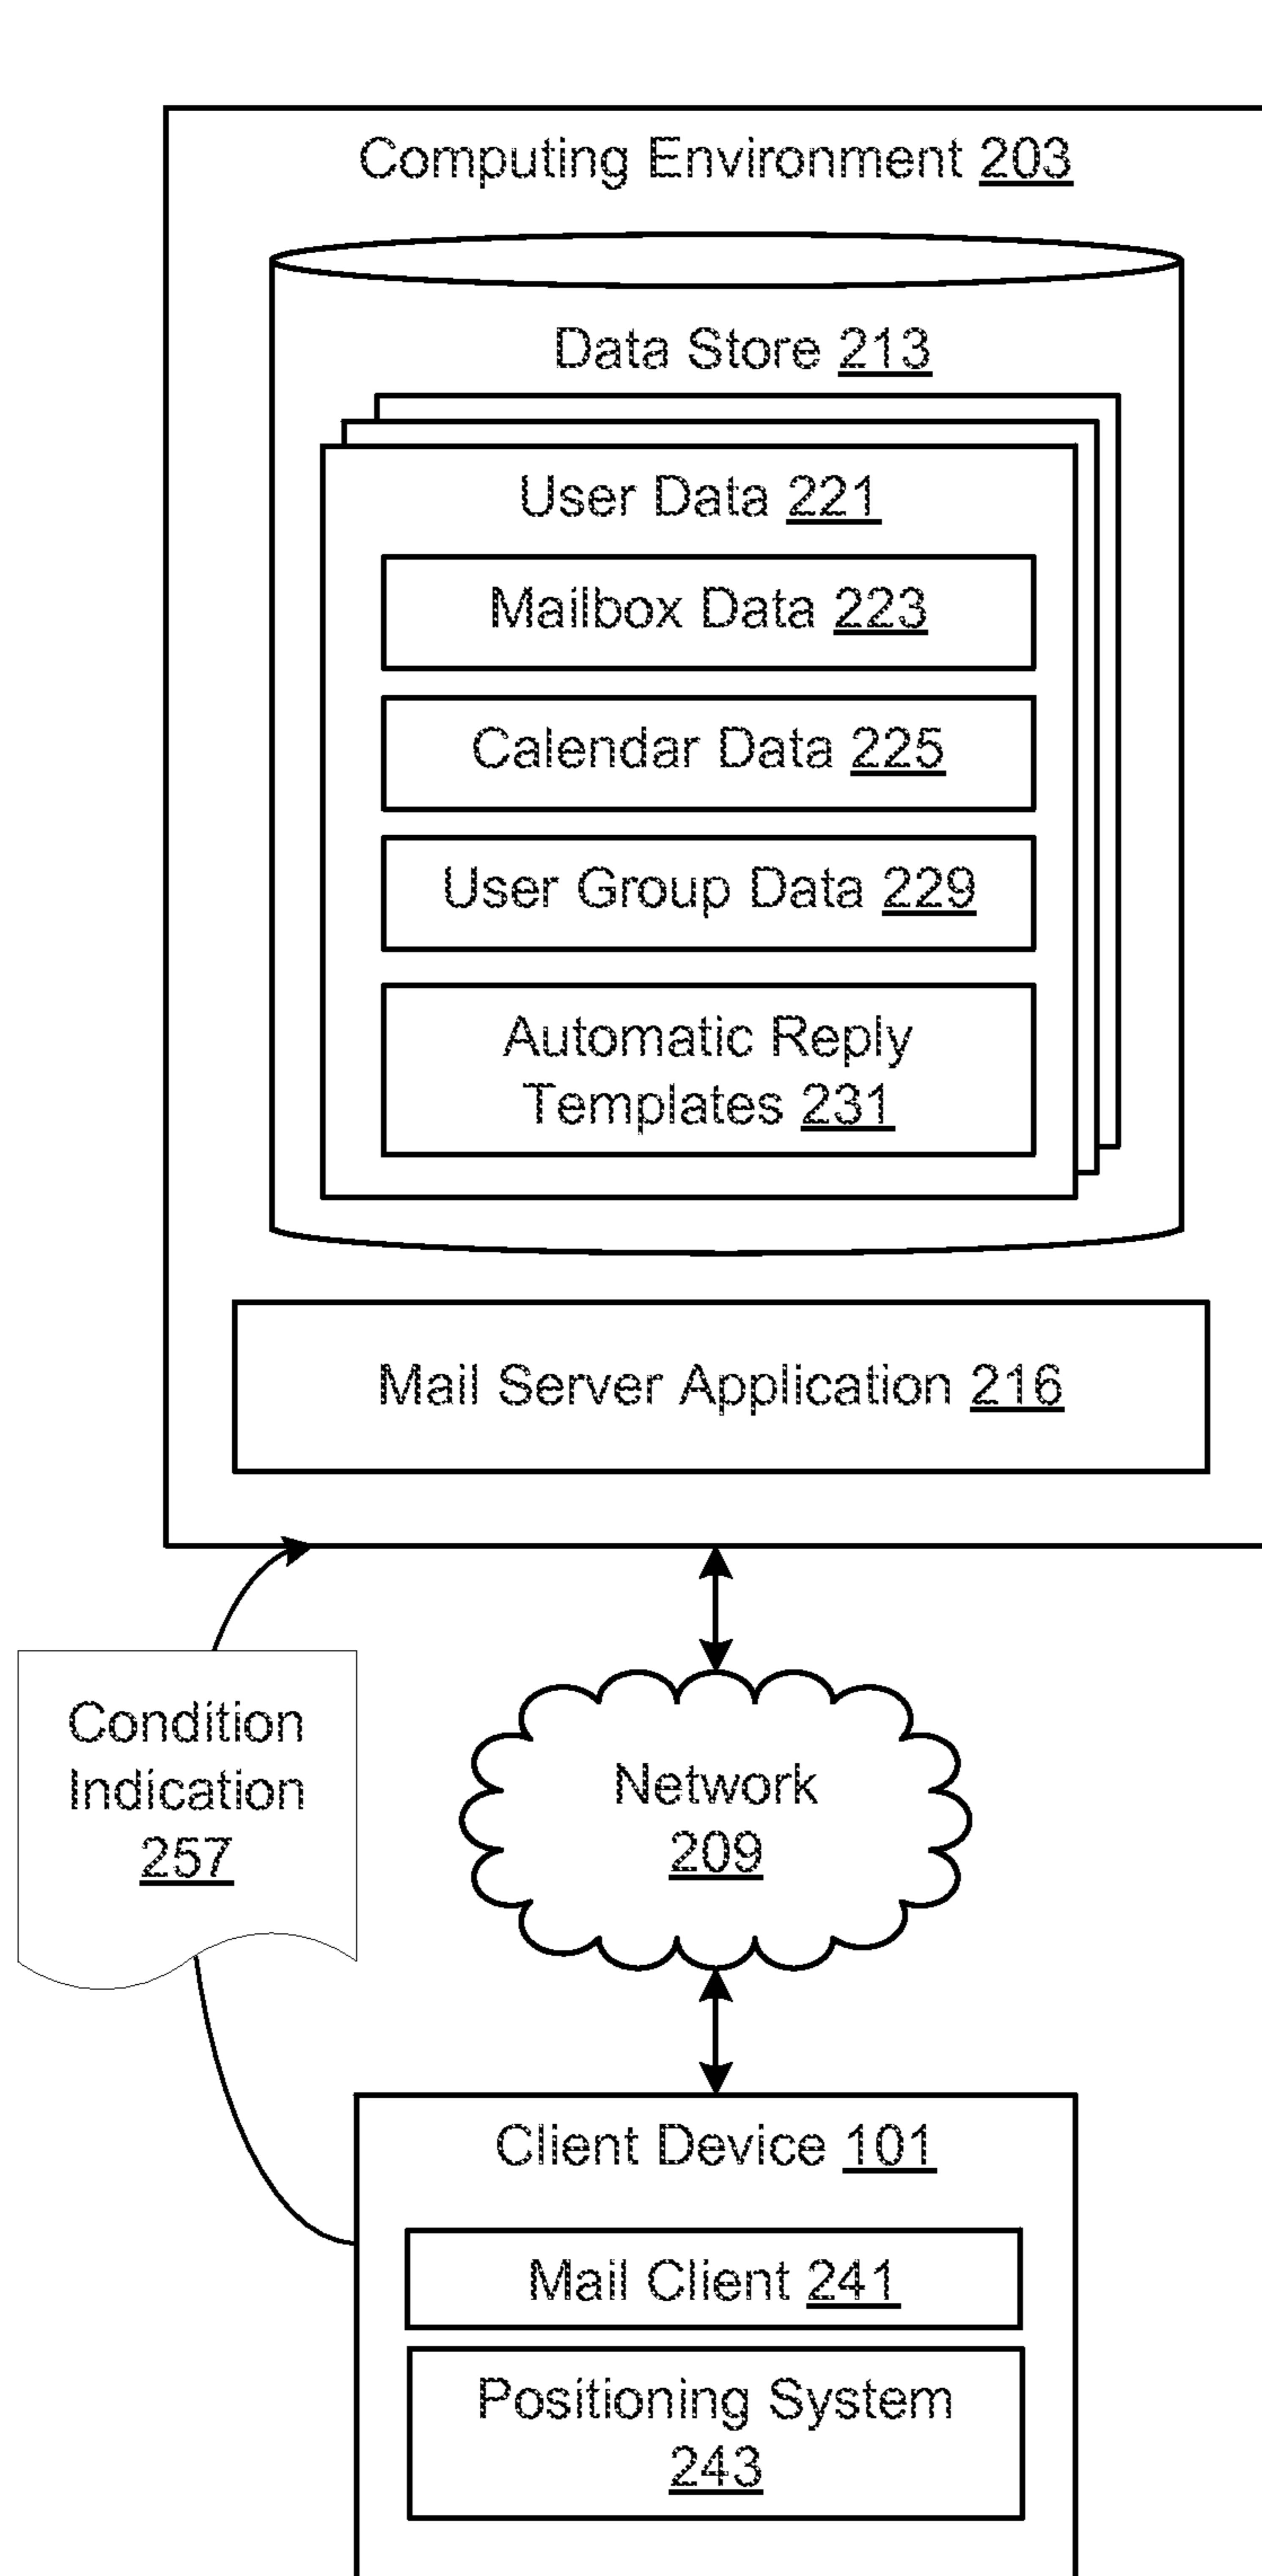 Computing Environment 203
Data Store 213
User Data 221
Mailbox Data 223
Calendar Data 225
User Group Data 229
Automatic Reply
Templates 231
Mail Server Application 216
Condition
Indication
257
Network
209
Client Device 101
Mail Client 241
Positioning System
243